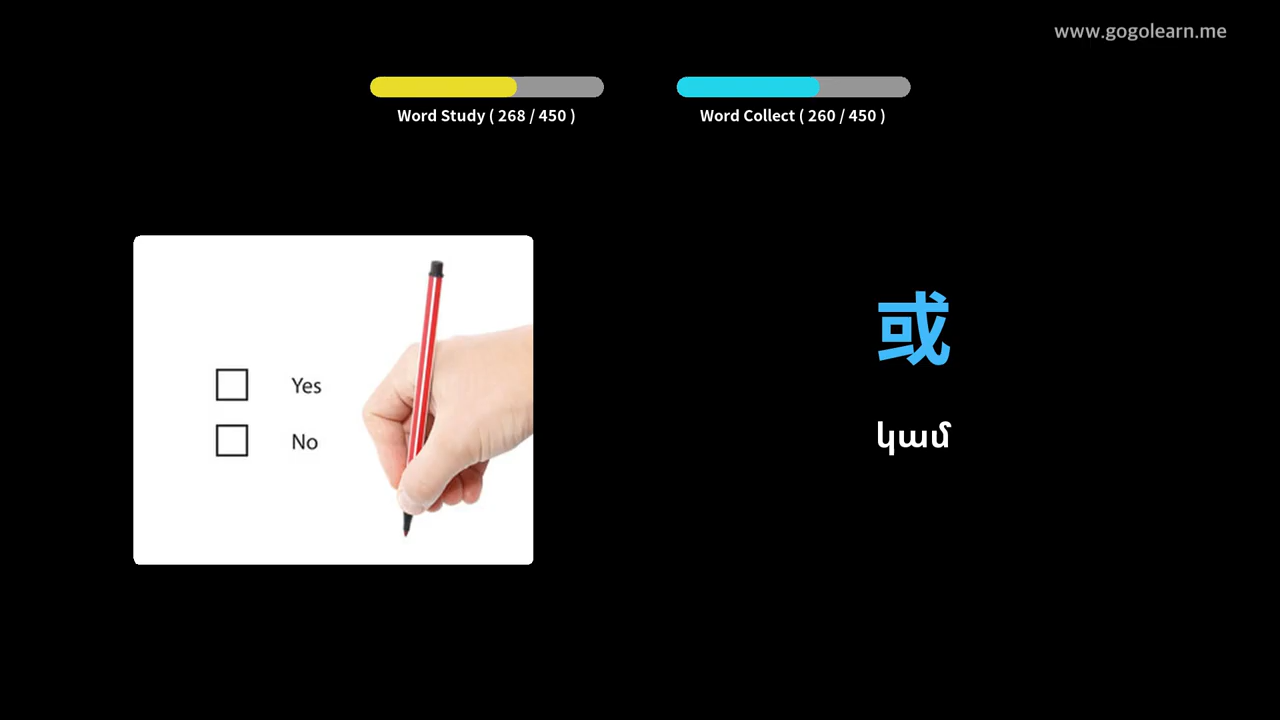 www.gogolearn.me
Word Study ( 268 / 450 )
Word Collect ( 260 / 450 )
Yes
No
或
կամ